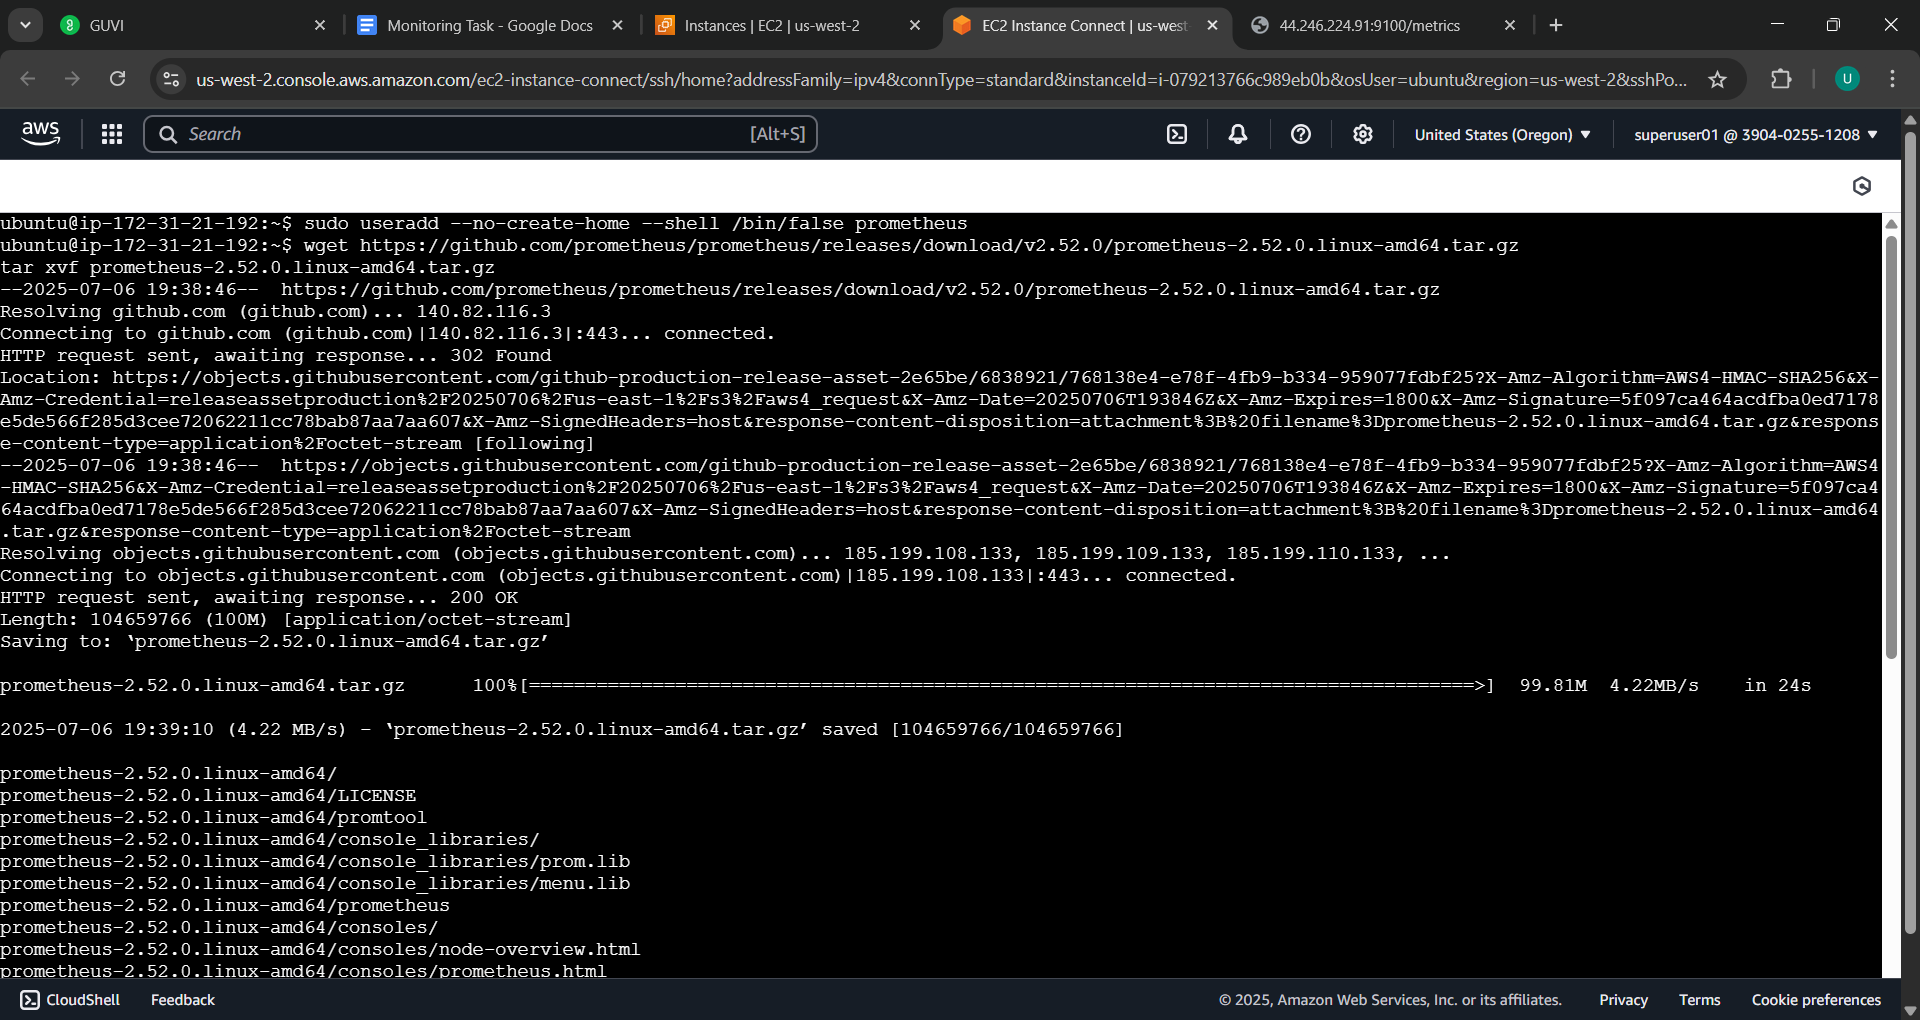 GUVI
Monitoring Task - Google Docs
Instances | EC2 | us-west-2
EC2 Instance Connect | us-west-
44.246.224.91:9100/metrics
us-west-2.console.aws.amazon.com/ec2-instance-connect/ssh/home?addressFamily=ipv4&connType=standard&instanceId=i-079213766c989eb0b&osUser=ubuntu&region=us-west-2&sshPo...
U
aws
Search
[Alt+S]
United States (Oregon)
superuser01 @ 3904-0255-1208
ubuntu@ip-172-31-21-192:~$ sudo useradd --no-create-home --shell /bin/false prometheus
ubuntu@ip-172-31-21-192:~$ wget https://github.com/prometheus/prometheus/releases/download/v2.52.0/prometheus-2.52.0.linux-amd64.tar.gz
tar xvf prometheus-2.52.0.linux-amd64.tar.gz
--2025-07-06 19:38:46--  https://github.com/prometheus/prometheus/releases/download/v2.52.0/prometheus-2.52.0.linux-amd64.tar.gz
Resolving github.com (github.com)... 140.82.116.3
Connecting to github.com (github.com)|140.82.116.3|:443... connected.
HTTP request sent, awaiting response... 302 Found
Location: https://objects.githubusercontent.com/github-production-release-asset-2e65be/6838921/768138e4-e78f-4fb9-b334-959077fdbf25?X-Amz-Algorithm=AWS4-HMAC-SHA256&X-
Amz-Credential=releaseassetproduction%2F20250706%2Fus-east-1%2Fs3%2Faws4_request&X-Amz-Date=20250706T193846Z&X-Amz-Expires=1800&X-Amz-Signature=5f097ca464acdfba0ed7178
e5de566f285d3cee72062211cc78bab87aa7aa607&X-Amz-SignedHeaders=host&response-content-disposition=attachment%3B%20filename%3Dprometheus-2.52.0.linux-amd64.tar.gz&respons
e-content-type=application%2Foctet-stream [following]
--2025-07-06 19:38:46--  https://objects.githubusercontent.com/github-production-release-asset-2e65be/6838921/768138e4-e78f-4fb9-b334-959077fdbf25?X-Amz-Algorithm=AWS4
-HMAC-SHA256&X-Amz-Credential=releaseassetproduction%2F20250706%2Fus-east-1%2Fs3%2Faws4_request&X-Amz-Date=20250706T193846Z&X-Amz-Expires=1800&X-Amz-Signature=5f097ca4
64acdfba0ed7178e5de566f285d3cee72062211cc78bab87aa7aa607&X-Amz-SignedHeaders=host&response-content-disposition=attachment%3B%20filename%3Dprometheus-2.52.0.linux-amd64
.tar.gz&response-content-type=application%2Foctet-stream
Resolving objects.githubusercontent.com (objects.githubusercontent.com)... 185.199.108.133, 185.199.109.133, 185.199.110.133, ...
Connecting to objects.githubusercontent.com (objects.githubusercontent.com)|185.199.108.133|:443... connected.
HTTP request sent, awaiting response... 200 OK
Length: 104659766 (100M) [application/octet-stream]
Saving to: ‘prometheus-2.52.0.linux-amd64.tar.gz’
prometheus-2.52.0.linux-amd64.tar.gz      100%[====================================================================================>]  99.81M  4.22MB/s    in 24s
2025-07-06 19:39:10 (4.22 MB/s) - ‘prometheus-2.52.0.linux-amd64.tar.gz’ saved [104659766/104659766]
prometheus-2.52.0.linux-amd64/
prometheus-2.52.0.linux-amd64/LICENSE
prometheus-2.52.0.linux-amd64/promtool
prometheus-2.52.0.linux-amd64/console_libraries/
prometheus-2.52.0.linux-amd64/console_libraries/prom.lib
prometheus-2.52.0.linux-amd64/console_libraries/menu.lib
prometheus-2.52.0.linux-amd64/prometheus
prometheus-2.52.0.linux-amd64/consoles/
prometheus-2.52.0.linux-amd64/consoles/node-overview.html
prometheus-2.52.0.linux-amd64/consoles/prometheus.html
CloudShell
Feedback
© 2025, Amazon Web Services, Inc. or its affiliates.
Privacy
Terms
Cookie preferences